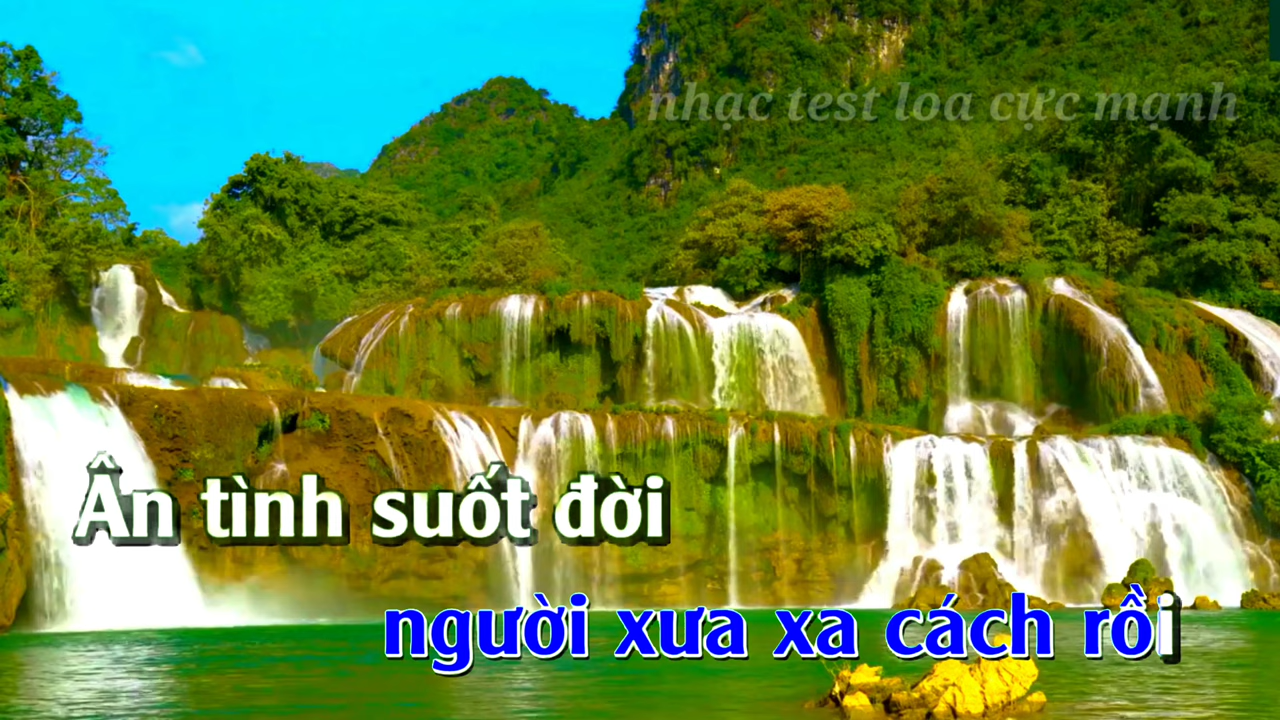 nhạc test loa cực mạnh
Ân tình suốt đời
người xưa xa cách rồi